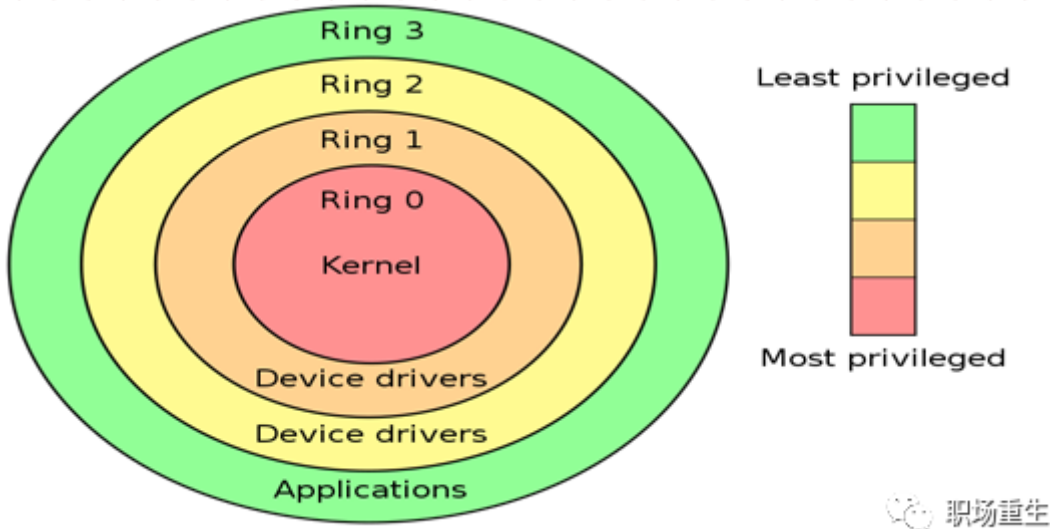 Ring 3
Ring 2
Ring 1
Ring 0
Kernel
Device drivers
Device drivers
Applications
Least privileged
Most privileged
职场重生